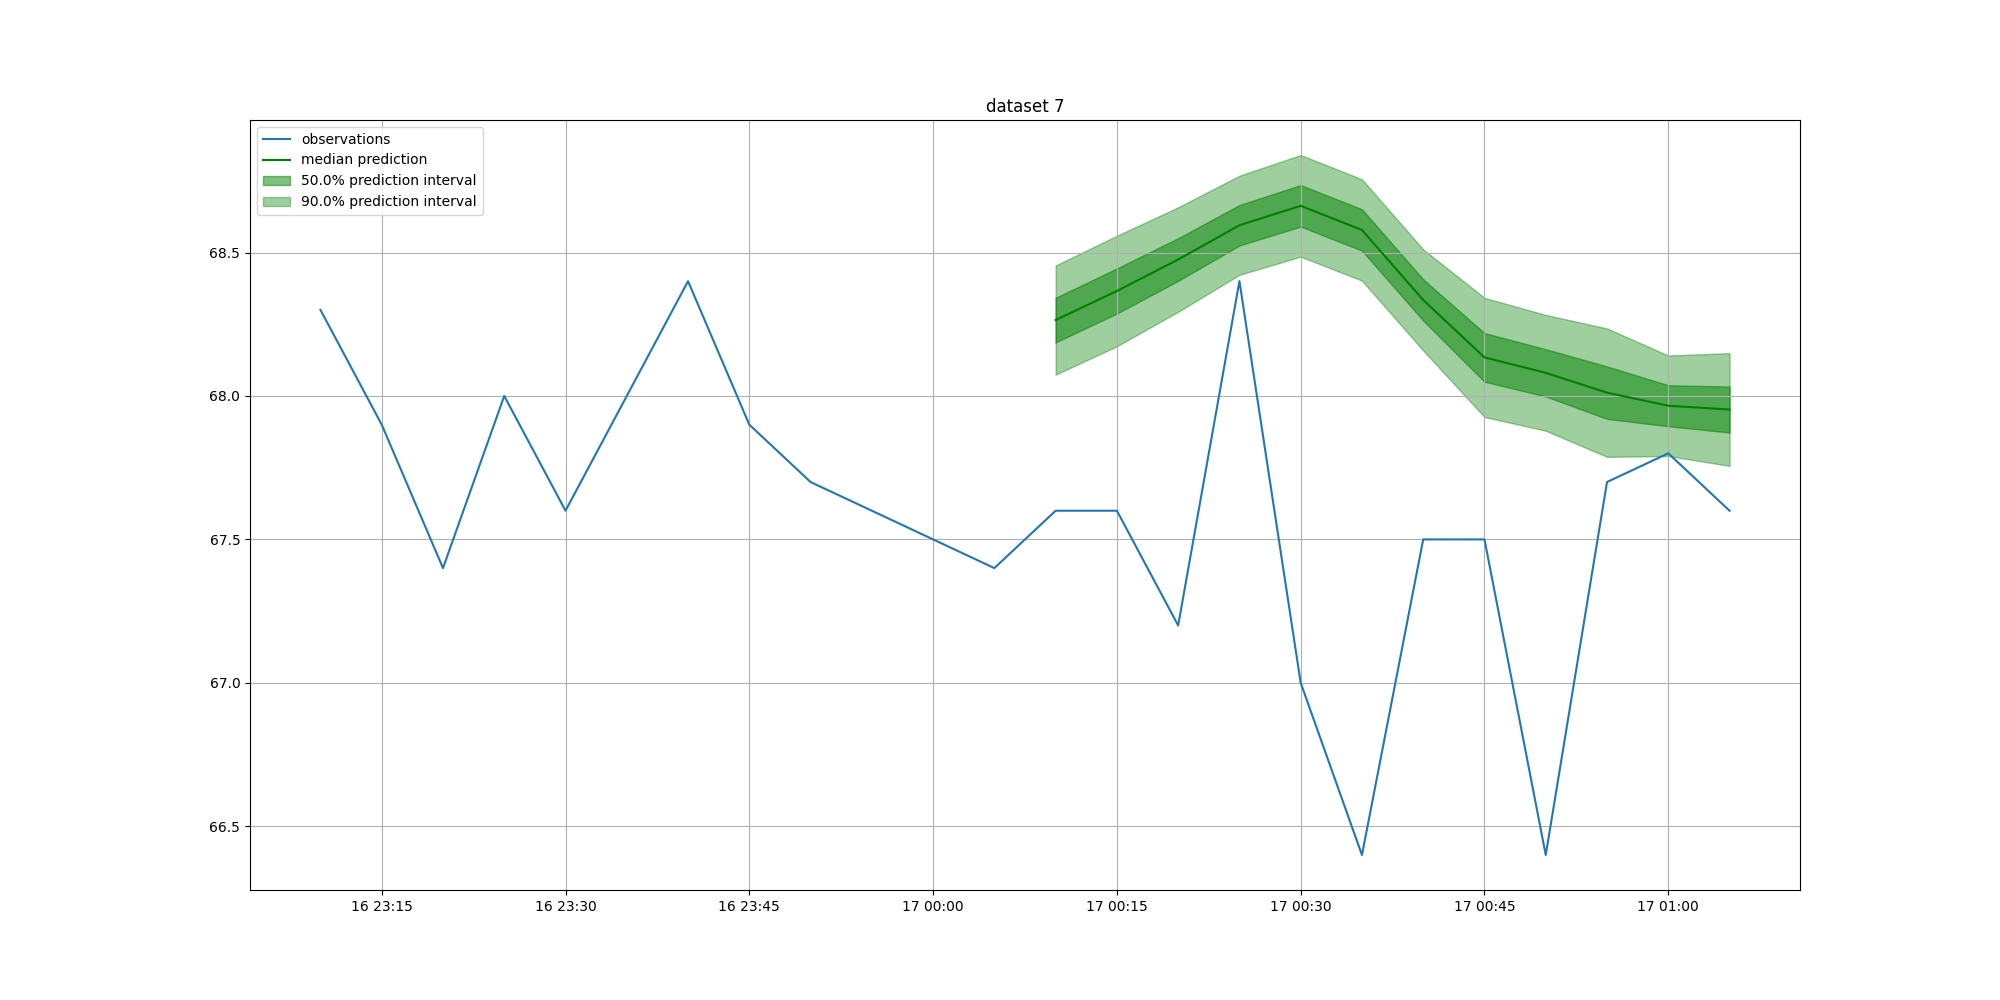 dataset 7
observations
median prediction
50.0% prediction interval
90.0% prediction interval
68.5
68.0
67.5
67.0
66.5
16 23:15 16 23:30 16 23:45 17 00:00 17 00:15 17 00:30 17 00:45 17 01:00